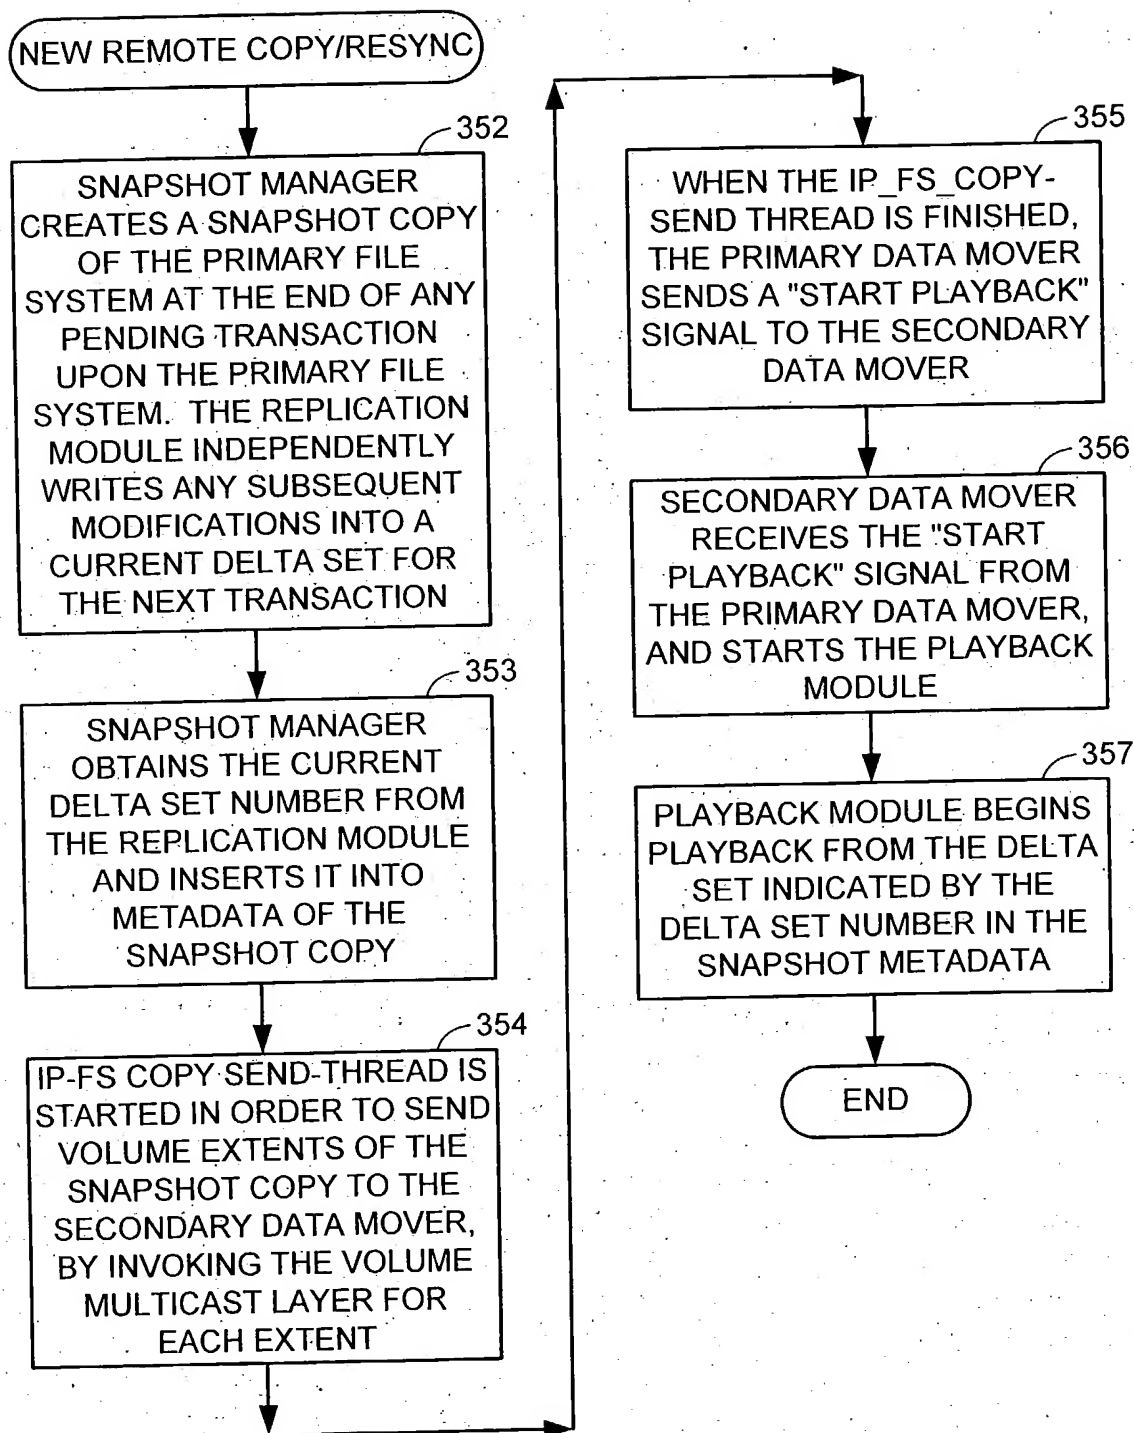 NEW REMOTE COPY/RESYNC
352
SNAPSHOT MANAGER
CREATES A SNAPSHOT COPY
OF THE PRIMARY FILE
SYSTEM AT THE END OF ANY
PENDING TRANSACTION
UPON THE PRIMARY FILE
SYSTEM. THE REPLICATION
MODULE INDEPENDENTLY
WRITES ANY SUBSEQUENT
MODIFICATIONS INTO A
CURRENT DELTA SET FOR
THE NEXT TRANSACTION
353
SNAPSHOT MANAGER
OBTAINS THE CURRENT
DELTA SET NUMBER FROM
THE REPLICATION MODULE
AND INSERTS IT INTO
METADATA OF THE
SNAPSHOT COPY
354
IP-FS COPY SEND-THREAD IS
STARTED IN ORDER TO SEND
VOLUME EXTENTS OF THE
SNAPSHOT COPY TO THE
SECONDARY DATA MOVER,
BY INVOKING THE VOLUME
MULTICAST LAYER FOR
EACH EXTENT
355
WHEN THE IP_FS_COPY-
SEND THREAD IS FINISHED,
THE PRIMARY DATA MOVER
SENDS A "START PLAYBACK"
SIGNAL TO THE SECONDARY
DATA MOVER
356
SECONDARY DATA MOVER
RECEIVES THE "START
PLAYBACK" SIGNAL FROM
THE PRIMARY DATA MOVER,
AND STARTS THE PLAYBACK
MODULE
357
PLAYBACK MODULE BEGINS
PLAYBACK FROM THE DELTA
SET INDICATED BY THE
DELTA SET NUMBER IN THE
SNAPSHOT METADATA
END